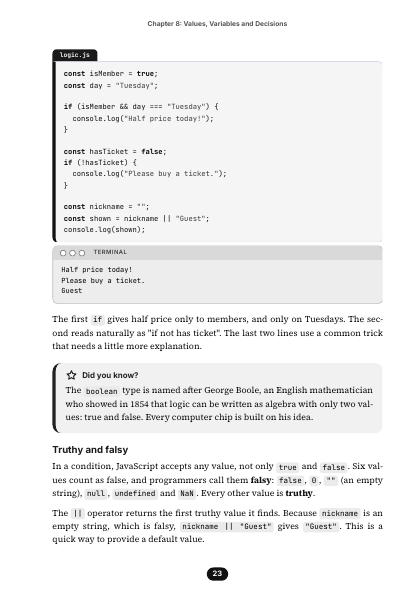 Chapter 8: Values, Variables and Decisions
logic.js
const isMember = true;
const day = "Tuesday";
if (isMember && day === "Tuesday") {
  console.log("Half price today!");
}
const hasTicket = false;
if (!hasTicket) {
  console.log("Please buy a ticket.");
}
const nickname = "";
const shown = nickname || "Guest";
console.log(shown);
TERMINAL
Half price today!
Please buy a ticket.
Guest
The first if gives half price only to members, and only on Tuesdays. The sec-
ond reads naturally as "if not has ticket". The last two lines use a common trick
that needs a little more explanation.
Did you know?
The boolean type is named after George Boole, an English mathematician
who showed in 1854 that logic can be written as algebra with only two val-
ues: true and false. Every computer chip is built on his idea.
Truthy and falsy
In a condition, JavaScript accepts any value, not only true and false. Six val-
ues count as false, and programmers call them falsy: false, 0, "" (an empty
string), null, undefined and NaN. Every other value is truthy.
The || operator returns the first truthy value it finds. Because nickname is an
empty string, which is falsy, nickname || "Guest" gives "Guest". This is a
quick way to provide a default value.
23